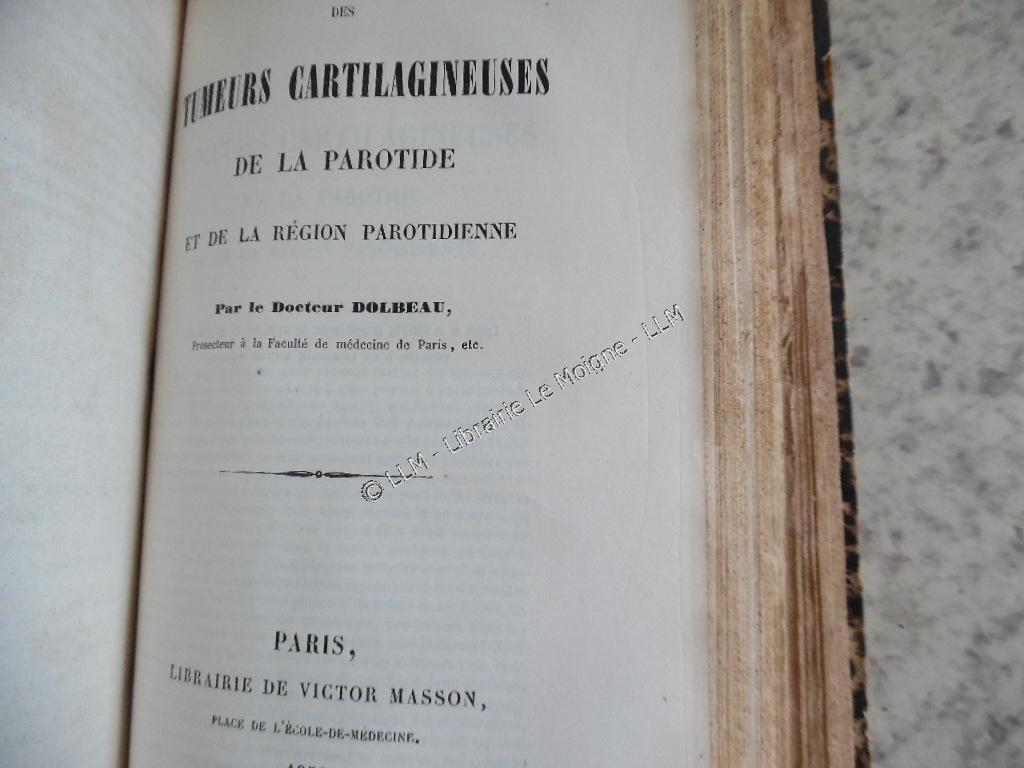 DES
TUMEURS CARTILAGINEUSES
DE LA PAROTIDE
ET DE LA RÉGION PAROTIDIENNE
Par le Docteur DOLBEAU,
Prosecteur à la Faculté de médecine de Paris, etc.
© LLM - Librairie Le Moigne - LLM
PARIS,
LIBRAIRIE DE VICTOR MASSON,
PLACE DE L'ÉCOLE-DE-MÉDECINE.